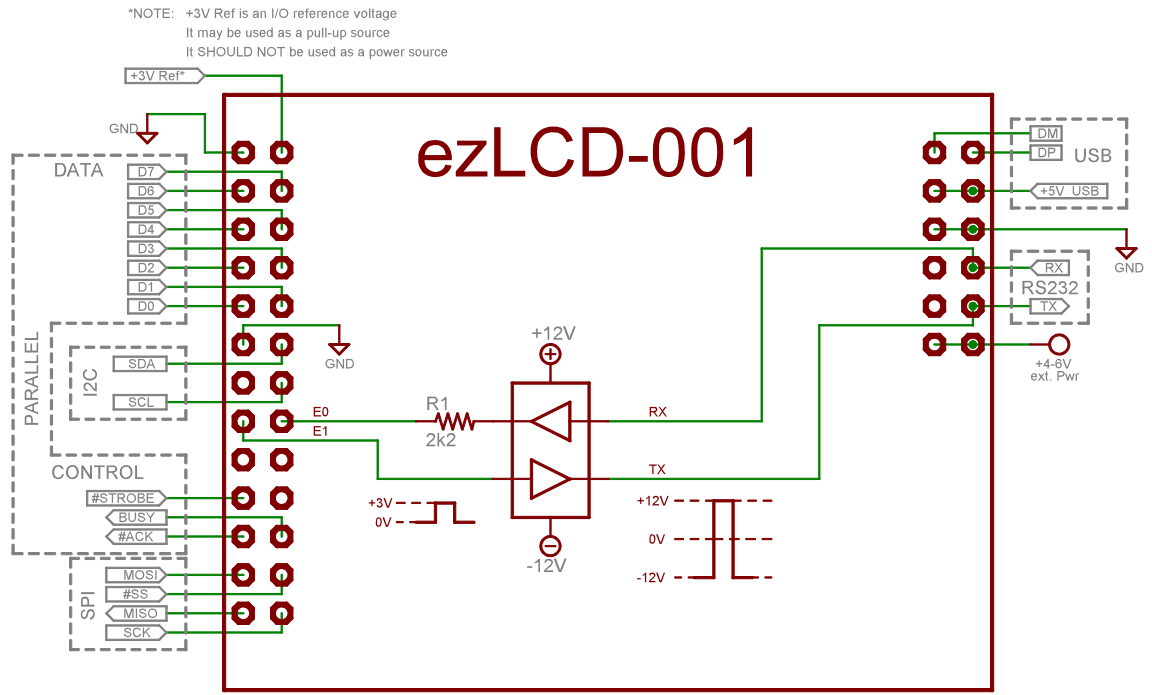 *NOTE: +3V Ref is an I/O reference voltage
It may be used as a pull-up source
It SHOULD NOT be used as a power source
+3V Ref*
GND
ezLCD-001
DATA
D7
D6
D5
D4
D3
D2
D1
D0
PARALLEL
I2C
SDA
SCL
CONTROL
#STROBE
BUSY
#ACK
SPI
MOSI
#SS
MISO
SCK
GND
E0
E1
R1
2k2
+12V
-12V
RX
TX
+3V
0V
+12V
0V
-12V
DM
DP
USB
+5V USB
GND
RX
RS232
TX
+4-6V
ext. Pwr